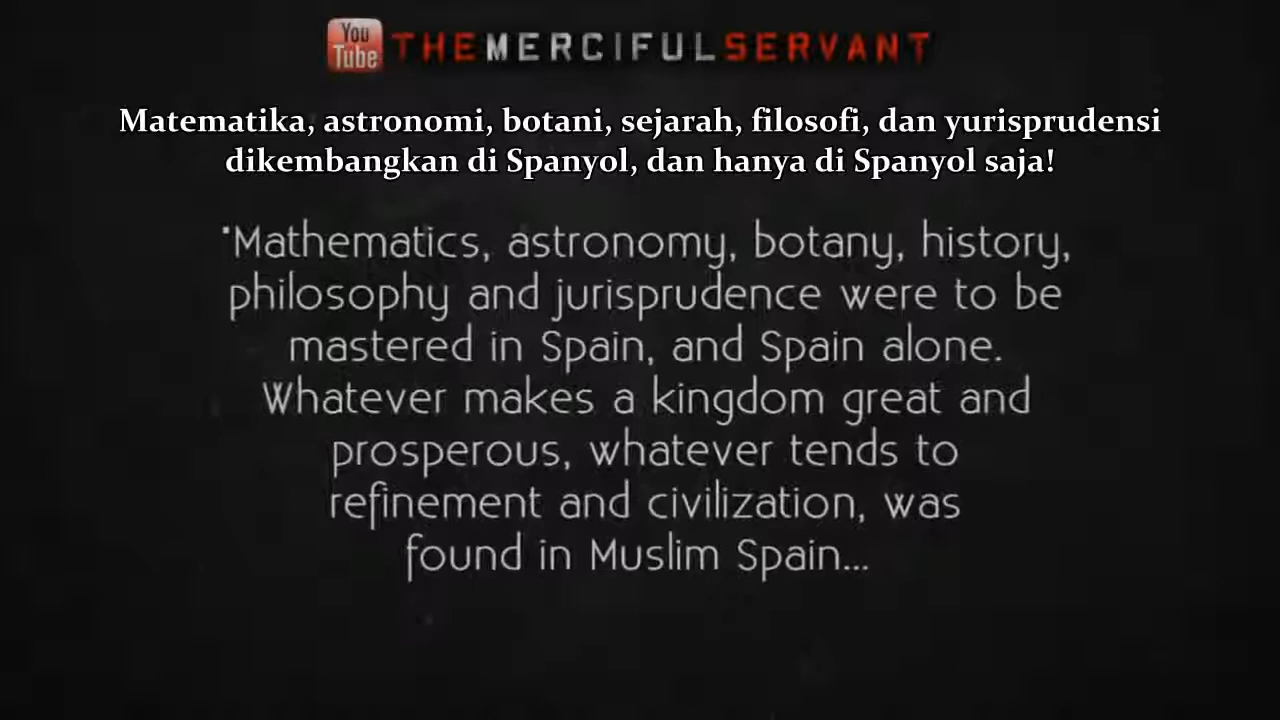 You Tube THEMERCIFULSERVANT
Matematika, astronomi, botani, sejarah, filosofi, dan yurisprudensi
dikembangkan di Spanyol, dan hanya di Spanyol saja!
"Mathematics, astronomy, botany, history,
philosophy and jurisprudence were to be
mastered in Spain, and Spain alone.
Whatever makes a kingdom great and
prosperous, whatever tends to
refinement and civilization, was
found in Muslim Spain...